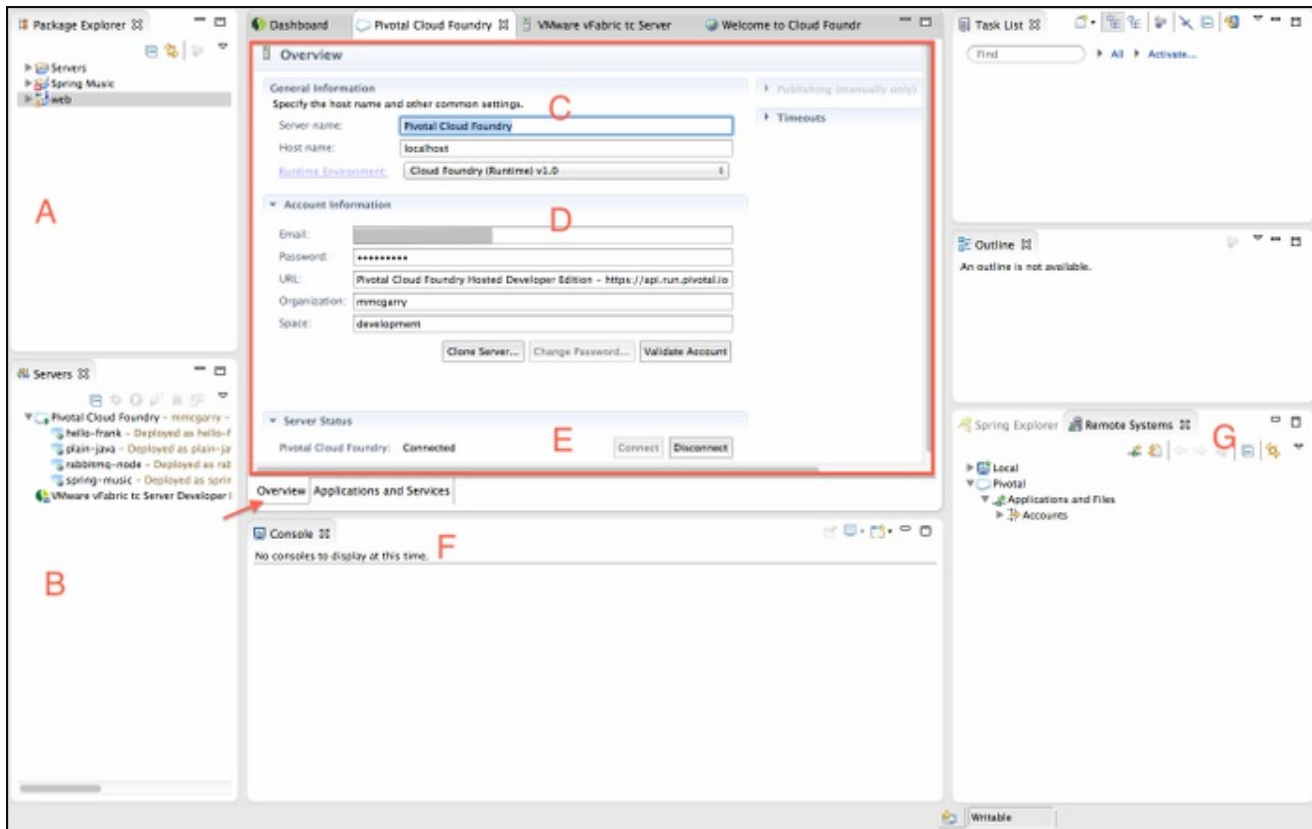 Package Explorer
Servers
Spring Music
web
A
Servers
Pivotal Cloud Foundry - mmcgarry -
hello-frank - Deployed as hello-f
plain-java - Deployed as plain-ja
rabbitmq-node - Deployed as rab
spring-music - Deployed as sprin
VMware vFabric tc Server Developer
B
Dashboard
Pivotal Cloud Foundry
VMware vFabric tc Server
Welcome to Cloud Foundr
Overview
General Information
Specify the host name and other common settings.
C
Server name: Pivotal Cloud Foundry
Host name: localhost
Runtime Environment: Cloud Foundry (Runtime) v1.0
Publishing (manually only)
Timeouts
Account Information
D
Email:
Password: •••••••••
URL: Pivotal Cloud Foundry Hosted Developer Edition - https://api.run.pivotal.io
Organization: mmcgarry
Space: development
Clone Server... Change Password... Validate Account
Server Status
E
Pivotal Cloud Foundry: Connected Connect Disconnect
Overview Applications and Services
Console
F
No consoles to display at this time.
Task List
Find All Activate...
Outline
An outline is not available.
Spring Explorer Remote Systems
G
Local
Pivotal
Applications and Files
Accounts
Writable